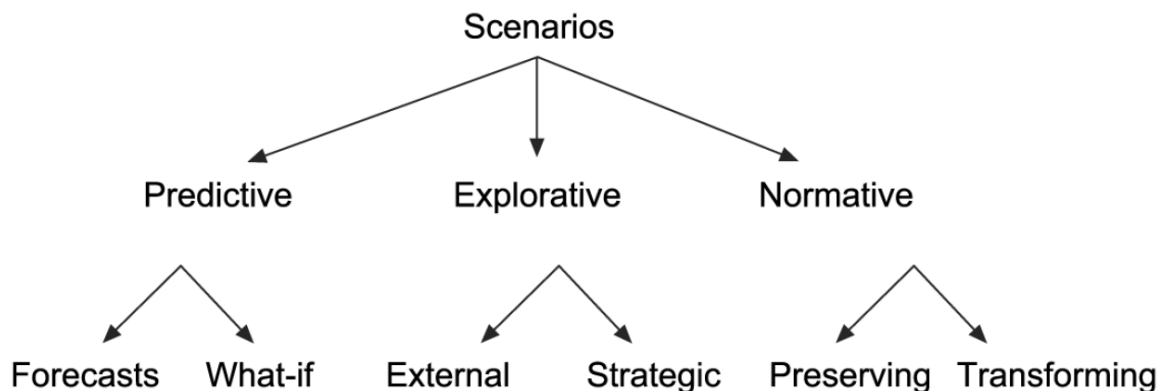 Scenarios
Predictive Explorative Normative
Forecasts What-if External Strategic Preserving Transforming